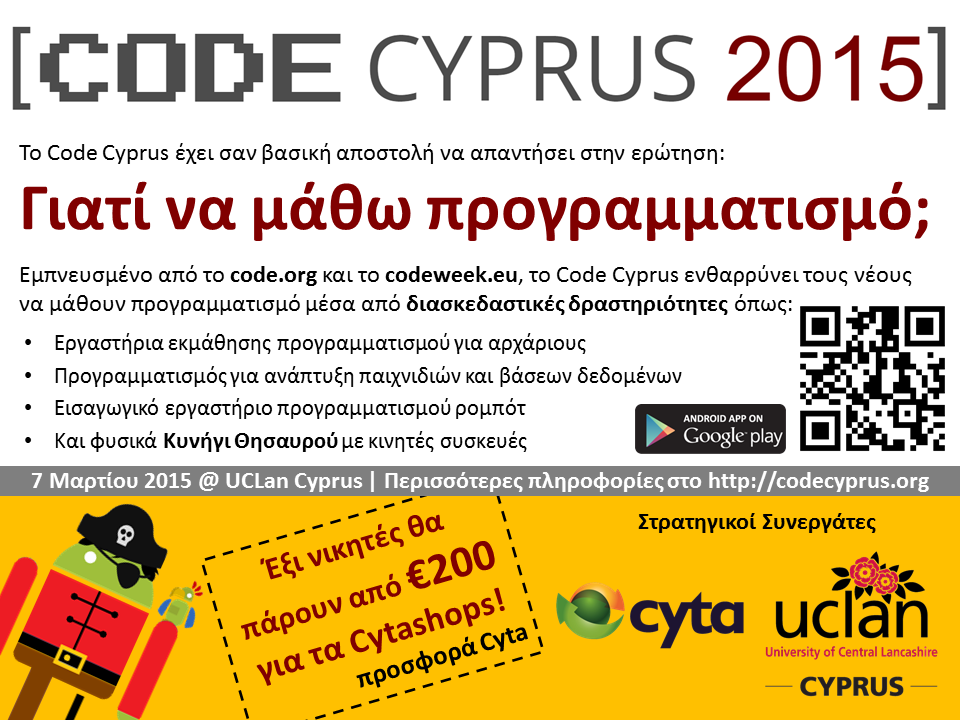 [CODE CYPRUS 2015]
Το Code Cyprus έχει σαν βασική αποστολή να απαντήσει στην ερώτηση:
Γιατί να μάθω προγραμματισμό;
Εμπνευσμένο από το code.org και το codeweek.eu, το Code Cyprus ενθαρρύνει τους νέους
να μάθουν προγραμματισμό μέσα από διασκεδαστικές δραστηριότητες όπως:
• Εργαστήρια εκμάθησης προγραμματισμού για αρχάριους
• Προγραμματισμός για ανάπτυξη παιχνιδιών και βάσεων δεδομένων
• Εισαγωγικό εργαστήριο προγραμματισμού ρομπότ
• Και φυσικά Κυνήγι Θησαυρού με κινητές συσκευές
ANDROID APP ON
Google play
7 Μαρτίου 2015 @ UCLan Cyprus | Περισσότερες πληροφορίες στο http://codecyprus.org
Έξι νικητές θα
πάρουν από €200
για τα Cytashops!
προσφορά Cyta
Στρατηγικοί Συνεργάτες
cyta
uclan
University of Central Lancashire
CYPRUS